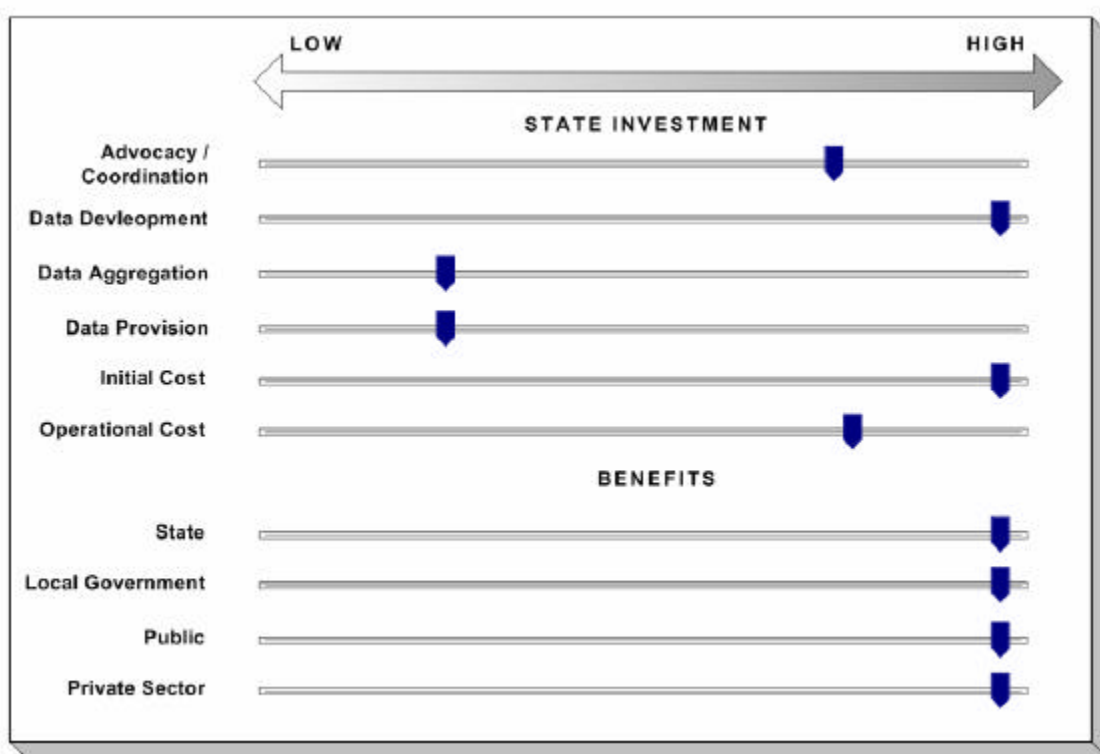 LOW HIGH
STATE INVESTMENT
Advocacy /
Coordination
Data Devleopment
Data Aggregation
Data Provision
Initial Cost
Operational Cost
BENEFITS
State
Local Government
Public
Private Sector